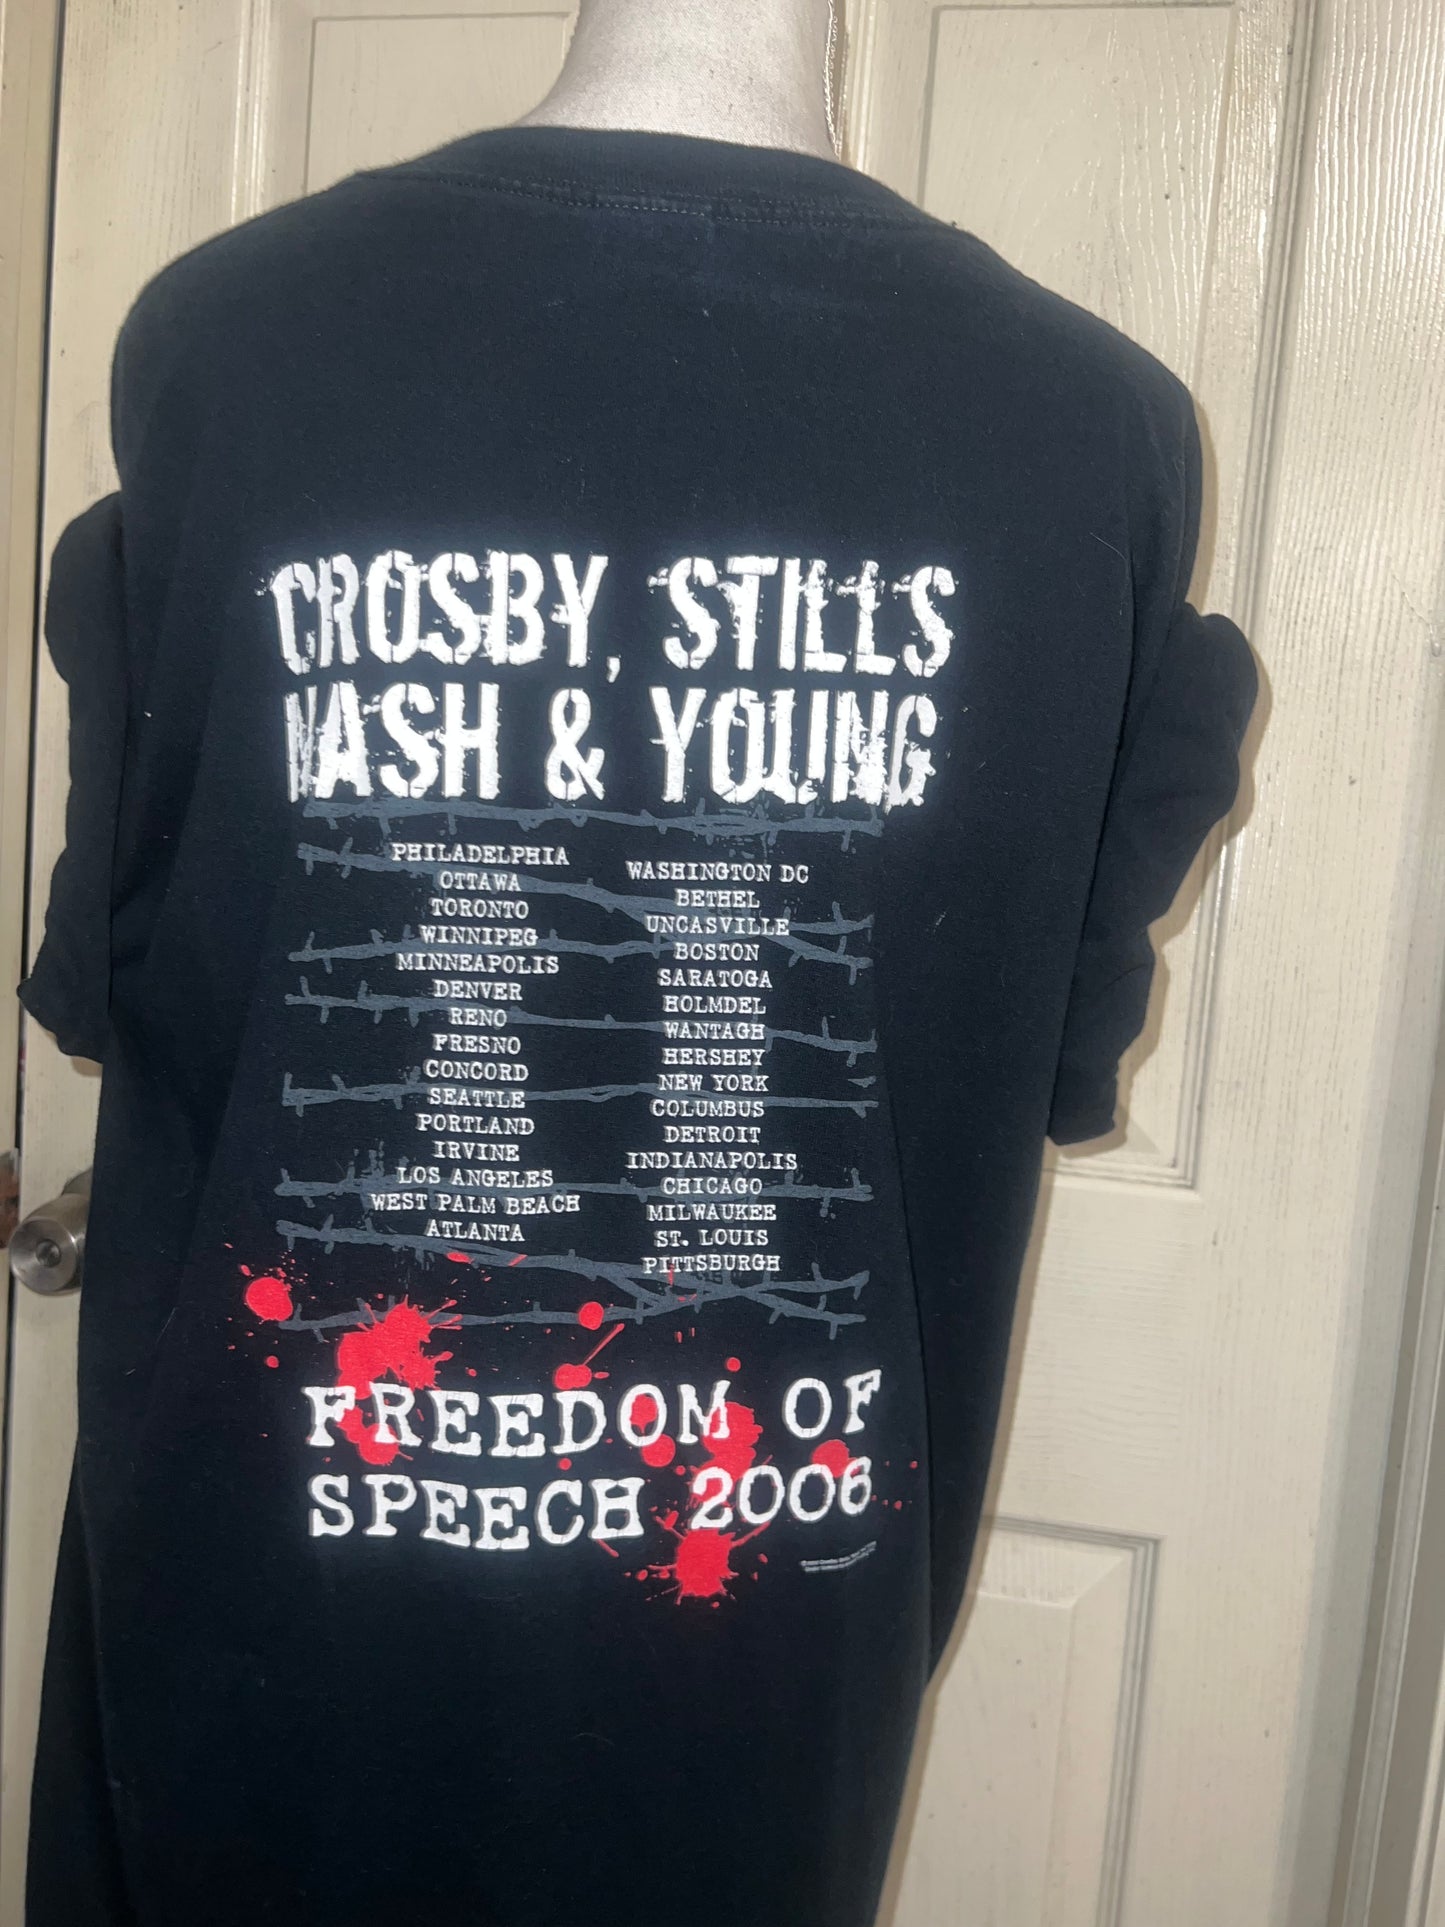 CROSBY, STILLS
NASH & YOUNG
PHILADELPHIA
OTTAWA
TORONTO
WINNIPEG
MINNEAPOLIS
DENVER
RENO
FRESNO
CONCORD
SEATTLE
PORTLAND
IRVINE
LOS ANGELES
WEST PALM BEACH
ATLANTA
WASHINGTON DC
BETHEL
UNCASVILLE
BOSTON
SARATOGA
HOLMDEL
WANTAGH
HERSHEY
NEW YORK
COLUMBUS
DETROIT
INDIANAPOLIS
CHICAGO
MILWAUKEE
ST. LOUIS
PITTSBURGH
FREEDOM OF
SPEECH 2006